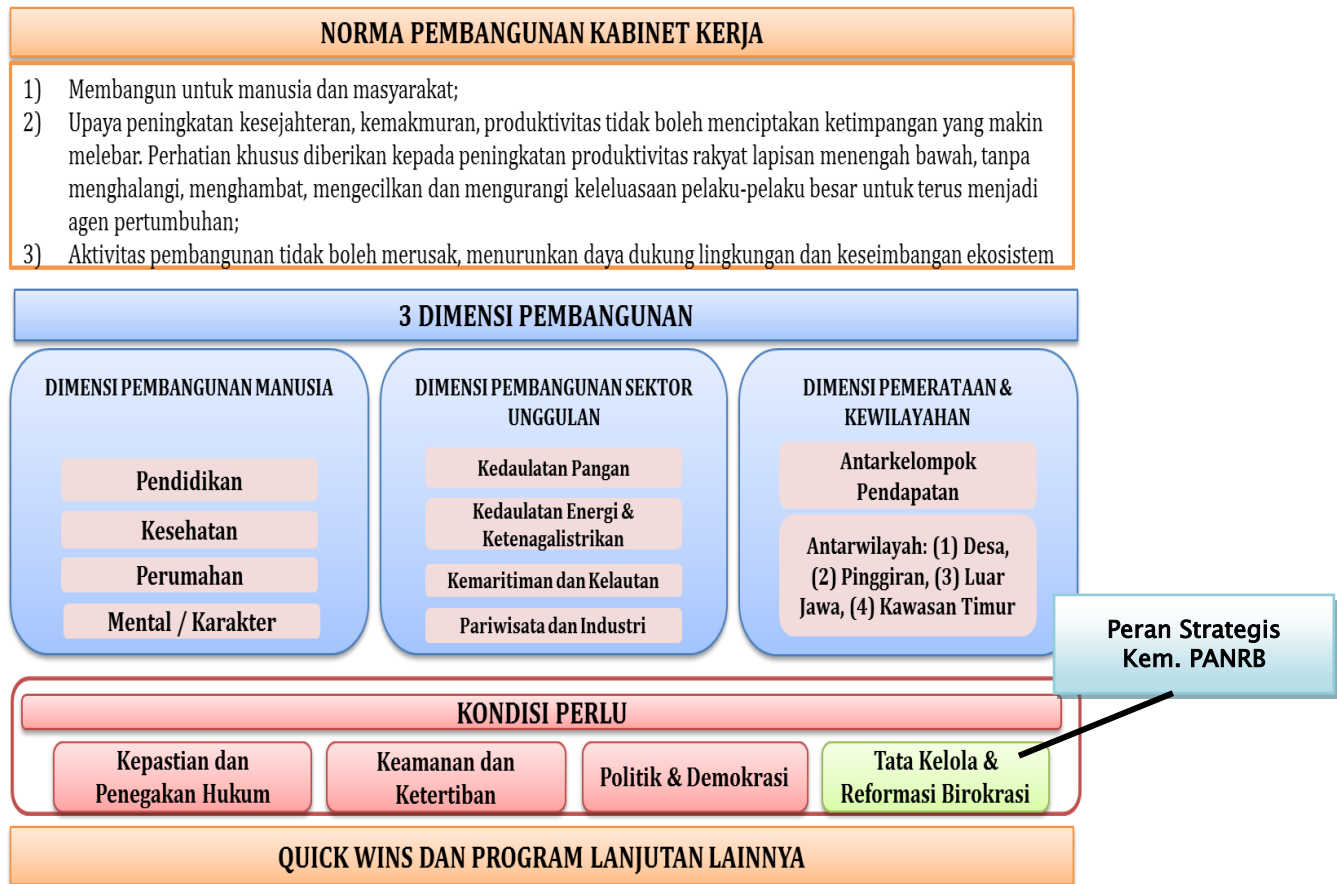 NORMA PEMBANGUNAN KABINET KERJA
1) Membangun untuk manusia dan masyarakat;
2) Upaya peningkatan kesejahteran, kemakmuran, produktivitas tidak boleh menciptakan ketimpangan yang makin
melebar. Perhatian khusus diberikan kepada peningkatan produktivitas rakyat lapisan menengah bawah, tanpa
menghalangi, menghambat, mengecilkan dan mengurangi keleluasaan pelaku-pelaku besar untuk terus menjadi
agen pertumbuhan;
3) Aktivitas pembangunan tidak boleh merusak, menurunkan daya dukung lingkungan dan keseimbangan ekosistem
3 DIMENSI PEMBANGUNAN
DIMENSI PEMBANGUNAN MANUSIA
Pendidikan
Kesehatan
Perumahan
Mental / Karakter
DIMENSI PEMBANGUNAN SEKTOR
UNGGULAN
Kedaulatan Pangan
Kedaulatan Energi &
Ketenagalistrikan
Kemaritiman dan Kelautan
Pariwisata dan Industri
DIMENSI PEMERATAAN &
KEWILAYAHAN
Antarkelompok
Pendapatan
Antarwilayah: (1) Desa,
(2) Pinggiran, (3) Luar
Jawa, (4) Kawasan Timur
Peran Strategis
Kem. PANRB
KONDISI PERLU
Kepastian dan
Penegakan Hukum
Keamanan dan
Ketertiban
Politik & Demokrasi
Tata Kelola &
Reformasi Birokrasi
QUICK WINS DAN PROGRAM LANJUTAN LAINNYA